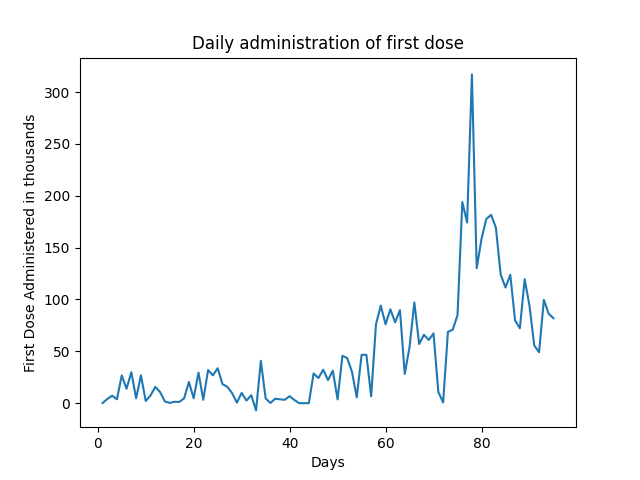 Daily administration of first dose
First Dose Administered in thousands
300
250
200
150
100
50
0
0 20 40 60 80
Days